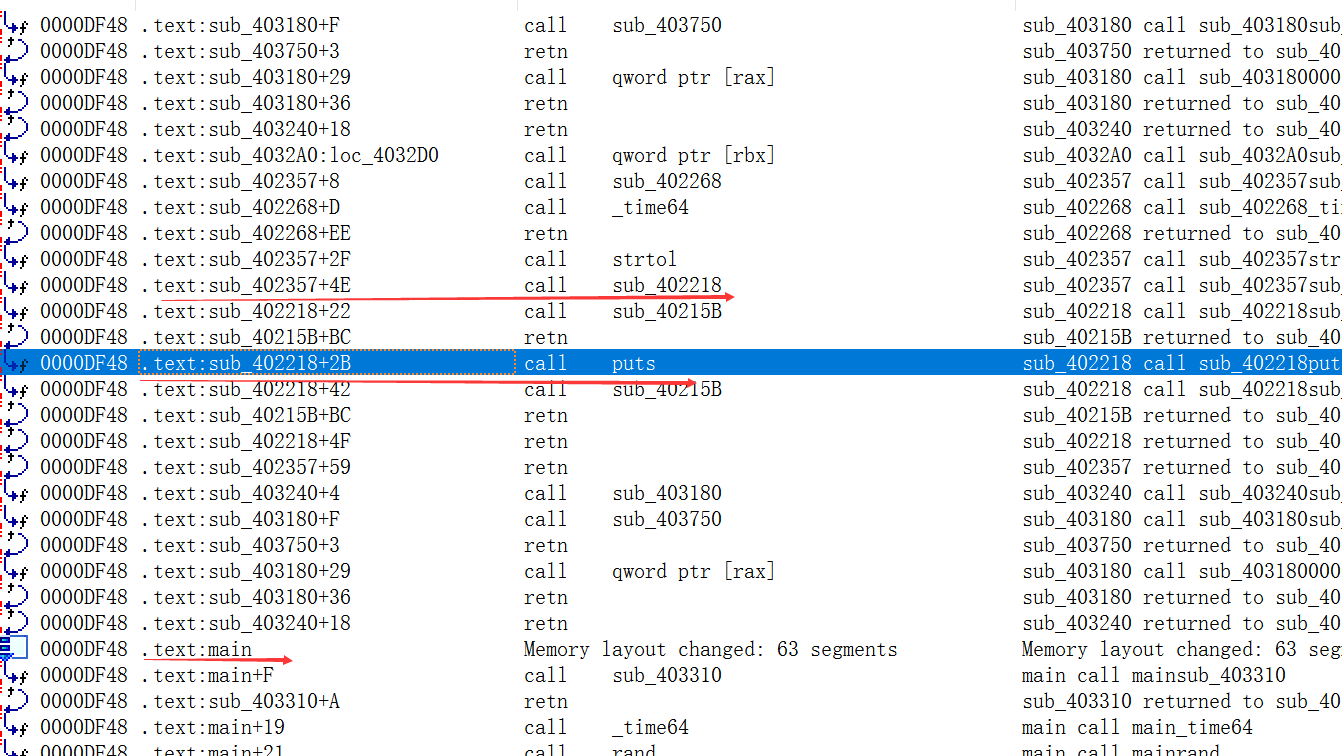 0000DF48 .text:sub_403180+F call sub_403750 sub_403180 call sub_403180sub_
0000DF48 .text:sub_403750+3 retn sub_403750 returned to sub_40
0000DF48 .text:sub_403180+29 call qword ptr [rax] sub_403180 call sub_403180000
0000DF48 .text:sub_403180+36 retn sub_403180 returned to sub_40
0000DF48 .text:sub_403240+18 retn sub_403240 returned to sub_40
0000DF48 .text:sub_4032A0:loc_4032D0 call qword ptr [rbx] sub_4032A0 call sub_4032A0sub_
0000DF48 .text:sub_402357+8 call sub_402268 sub_402357 call sub_402357sub_
0000DF48 .text:sub_402268+D call _time64 sub_402268 call sub_402268_ti
0000DF48 .text:sub_402268+EE retn sub_402268 returned to sub_40
0000DF48 .text:sub_402357+2F call strtol sub_402357 call sub_402357str
0000DF48 .text:sub_402357+4E call sub_402218 sub_402357 call sub_402357sub_
0000DF48 .text:sub_402218+22 call sub_40215B sub_402218 call sub_402218sub_
0000DF48 .text:sub_40215B+BC retn sub_40215B returned to sub_40
0000DF48 .text:sub_402218+2B call puts sub_402218 call sub_402218put
0000DF48 .text:sub_402218+42 call sub_40215B sub_402218 call sub_402218sub_
0000DF48 .text:sub_40215B+BC retn sub_40215B returned to sub_40
0000DF48 .text:sub_402218+4F retn sub_402218 returned to sub_40
0000DF48 .text:sub_402357+59 retn sub_402357 returned to sub_40
0000DF48 .text:sub_403240+4 call sub_403180 sub_403240 call sub_403240sub_
0000DF48 .text:sub_403180+F call sub_403750 sub_403180 call sub_403180sub_
0000DF48 .text:sub_403750+3 retn sub_403750 returned to sub_40
0000DF48 .text:sub_403180+29 call qword ptr [rax] sub_403180 call sub_403180000
0000DF48 .text:sub_403180+36 retn sub_403180 returned to sub_40
0000DF48 .text:sub_403240+18 retn sub_403240 returned to sub_40
0000DF48 .text:main Memory layout changed: 63 segments Memory layout changed: 63 seg
0000DF48 .text:main+F call sub_403310 main call mainsub_403310
0000DF48 .text:sub_403310+A retn sub_403310 returned to sub_40
0000DF48 .text:main+19 call _time64 main call main_time64
0000DF48 .text:main+21 call rand main call mainrand